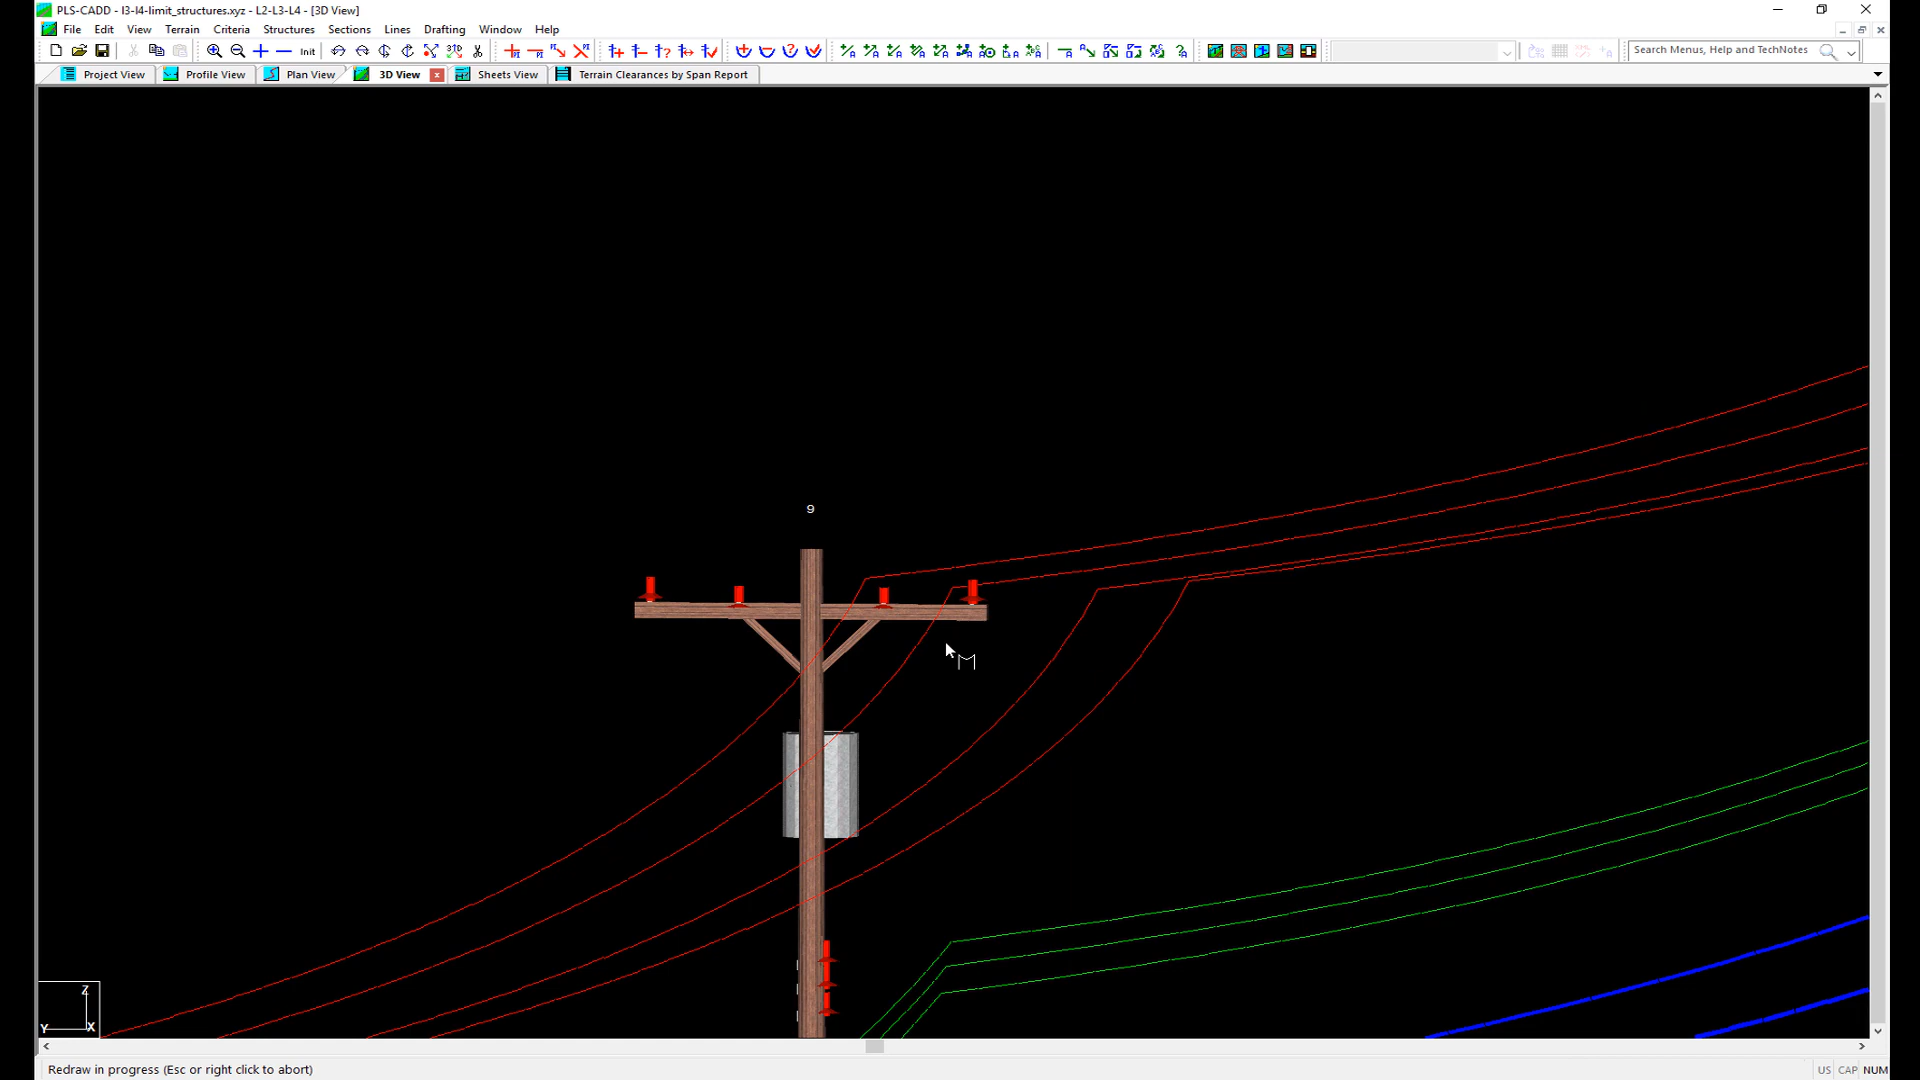 PLS-CADD - I3-I4-limit_structures.xyz - L2-L3-L4 - [3D View]
File Edit View Terrain Criteria Structures Sections Lines Drafting Window Help
Init
Search Menus, Help and TechNotes
Project View Profile View Plan View 3D View Sheets View Terrain Clearances by Span Report
9
Z
Y X
Redraw in progress (Esc or right click to abort) US CAP NUM